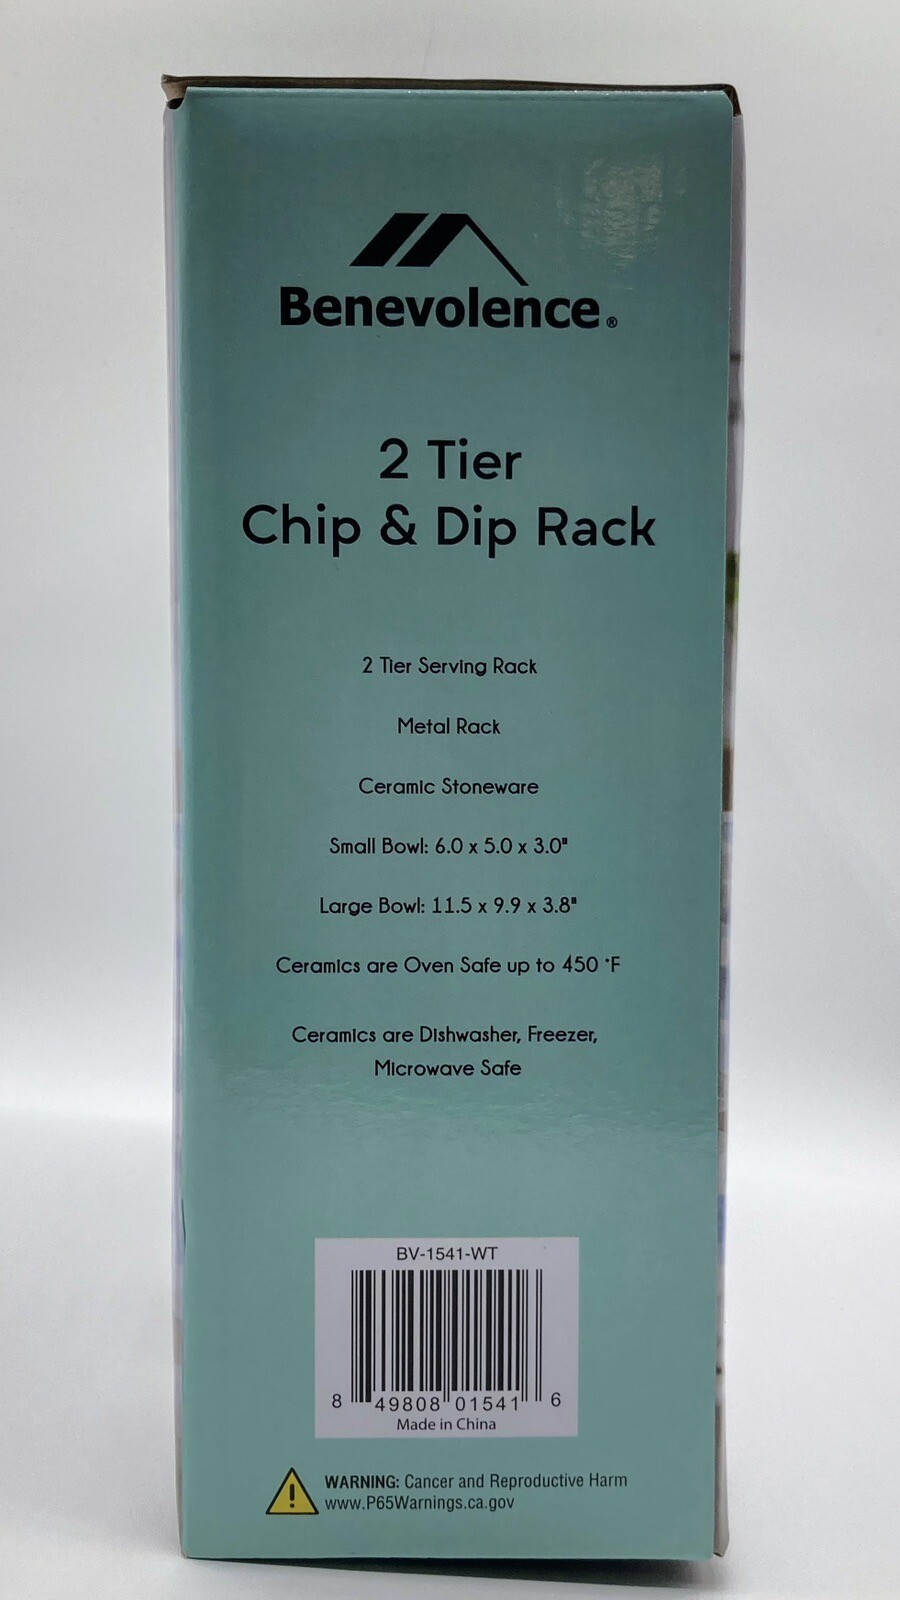 Benevolence®
2 Tier
Chip & Dip Rack
2 Tier Serving Rack
Metal Rack
Ceramic Stoneware
Small Bowl: 6.0 x 5.0 x 3.0"
Large Bowl: 11.5 x 9.9 x 3.8"
Ceramics are Oven Safe up to 450 °F
Ceramics are Dishwasher, Freezer,
Microwave Safe
BV-1541-WT
8 49808 01541 6
Made in China
WARNING: Cancer and Reproductive Harm
www.P65Warnings.ca.gov